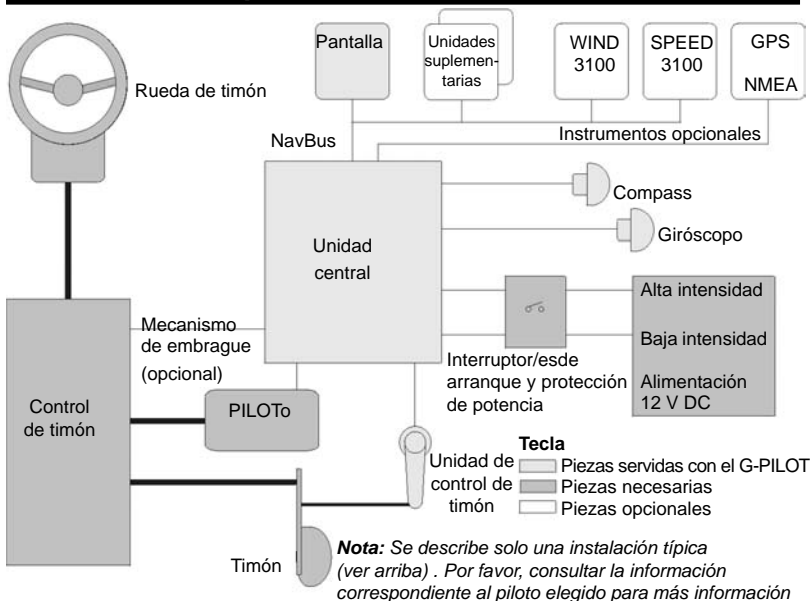 Pantalla
Unidades
suplemen-
tarias
WIND
3100
SPEED
3100
GPS
NMEA
Rueda de timón
NavBus
Instrumentos opcionales
Compass
Giróscopo
Unidad
central
Alta intensidad
Baja intensidad
Alimentación
12 V DC
Interruptor/esde
arranque y protección
de potencia
Mecanismo
de embrague
(opcional)
Control
de timón
PILOTo
Unidad de
control de
timón
Timón
Tecla
Piezas servidas con el G-PILOT
Piezas necesarias
Piezas opcionales
Nota: Se describe solo una instalación típica
(ver arriba) . Por favor, consultar la información
correspondiente al piloto elegido para más información